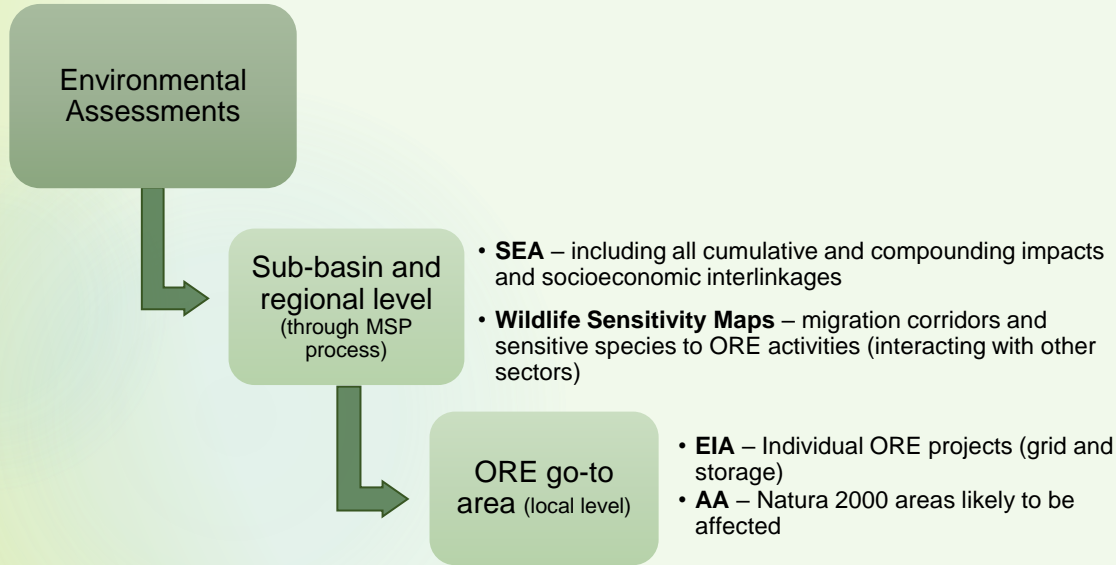 Environmental
Assessments
Sub-basin and
regional level
(through MSP
process)
• SEA – including all cumulative and compounding impacts
and socioeconomic interlinkages
• Wildlife Sensitivity Maps – migration corridors and
sensitive species to ORE activities (interacting with other
sectors)
ORE go-to
area (local level)
• EIA – Individual ORE projects (grid and
storage)
• AA – Natura 2000 areas likely to be
affected